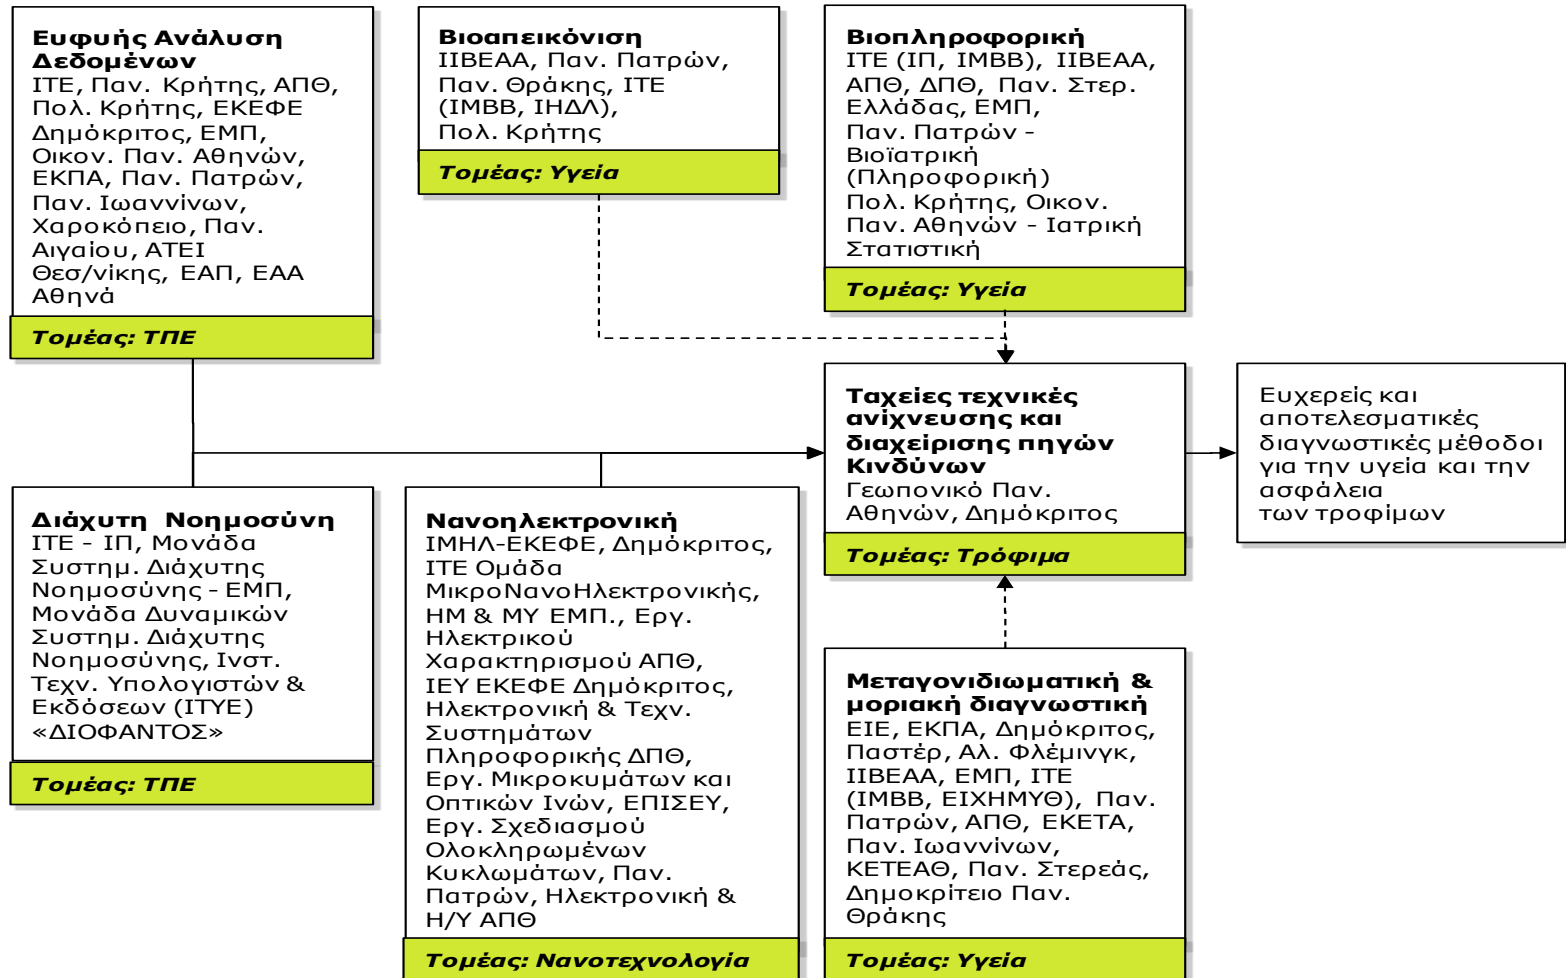 Ευφυής Ανάλυση
Δεδομένων
ΙΤΕ, Παν. Κρήτης, ΑΠΘ,
Πολ. Κρήτης, ΕΚΕΦΕ
Δημόκριτος, ΕΜΠ,
Οικον. Παν. Αθηνών,
ΕΚΠΑ, Παν. Πατρών,
Παν. Ιωαννίνων,
Χαροκόπειο, Παν.
Αιγαίου, ΑΤΕΙ
Θεσ/νίκης, ΕΑΠ, ΕΑΑ
Αθηνά
Τομέας: ΤΠΕ
Βιοαπεικόνιση
ΙΙΒΕΑΑ, Παν. Πατρών,
Παν. Θράκης, ΙΤΕ
(ΙΜΒΒ, ΙΗΔΛ),
Πολ. Κρήτης
Τομέας: Υγεία
Βιοπληροφορική
ΙΤΕ (ΙΠ, ΙΜΒΒ), ΙΙΒΕΑΑ,
ΑΠΘ, ΔΠΘ, Παν. Στερ.
Ελλάδας, ΕΜΠ,
Παν. Πατρών -
Βιοϊατρική
(Πληροφορική)
Πολ. Κρήτης, Οικον.
Παν. Αθηνών - Ιατρική
Στατιστική
Τομέας: Υγεία
Ταχείες τεχνικές
ανίχνευσης και
διαχείρισης πηγών
Κινδύνων
Γεωπονικό Παν.
Αθηνών, Δημόκριτος
Τομέας: Τρόφιμα
Ευχερείς και
αποτελεσματικές
διαγνωστικές μέθοδοι
για την υγεία και την
ασφάλεια
των τροφίμων
Διάχυτη Νοημοσύνη
ΙΤΕ - ΙΠ, Μονάδα
Συστημ. Διάχυτης
Νοημοσύνης - ΕΜΠ,
Μονάδα Δυναμικών
Συστημ. Διάχυτης
Νοημοσύνης, Ινστ.
Τεχν. Υπολογιστών &
Εκδόσεων (ΙΤΥΕ)
«ΔΙΟΦΑΝΤΟΣ»
Τομέας: ΤΠΕ
Νανοηλεκτρονική
ΙΜΗΛ-ΕΚΕΦΕ, Δημόκριτος,
ΙΤΕ Ομάδα
ΜικροΝανοΗλεκτρονικής,
ΗΜ & ΜΥ ΕΜΠ., Εργ.
Ηλεκτρικού
Χαρακτηρισμού ΑΠΘ,
ΙΕΥ ΕΚΕΦΕ Δημόκριτος,
Ηλεκτρονική & Τεχν.
Συστημάτων
Πληροφορικής ΔΠΘ,
Εργ. Μικροκυμάτων και
Οπτικών Ινών, ΕΠΙΣΕΥ,
Εργ. Σχεδιασμού
Ολοκληρωμένων
Κυκλωμάτων, Παν.
Πατρών, Ηλεκτρονική &
Η/Υ ΑΠΘ
Τομέας: Νανοτεχνολογία
Μεταγονιδιωματική &
μοριακή διαγνωστική
ΕΙΕ, ΕΚΠΑ, Δημόκριτος,
Παστέρ, Αλ. Φλέμινγκ,
ΙΙΒΕΑΑ, ΕΜΠ, ΙΤΕ
(ΙΜΒΒ, ΕΙΧΗΜΥΘ), Παν.
Πατρών, ΑΠΘ, ΕΚΕΤΑ,
Παν. Ιωαννίνων,
ΚΕΤΕΑΘ, Παν. Στερεάς,
Δημοκρίτειο Παν.
Θράκης
Τομέας: Υγεία